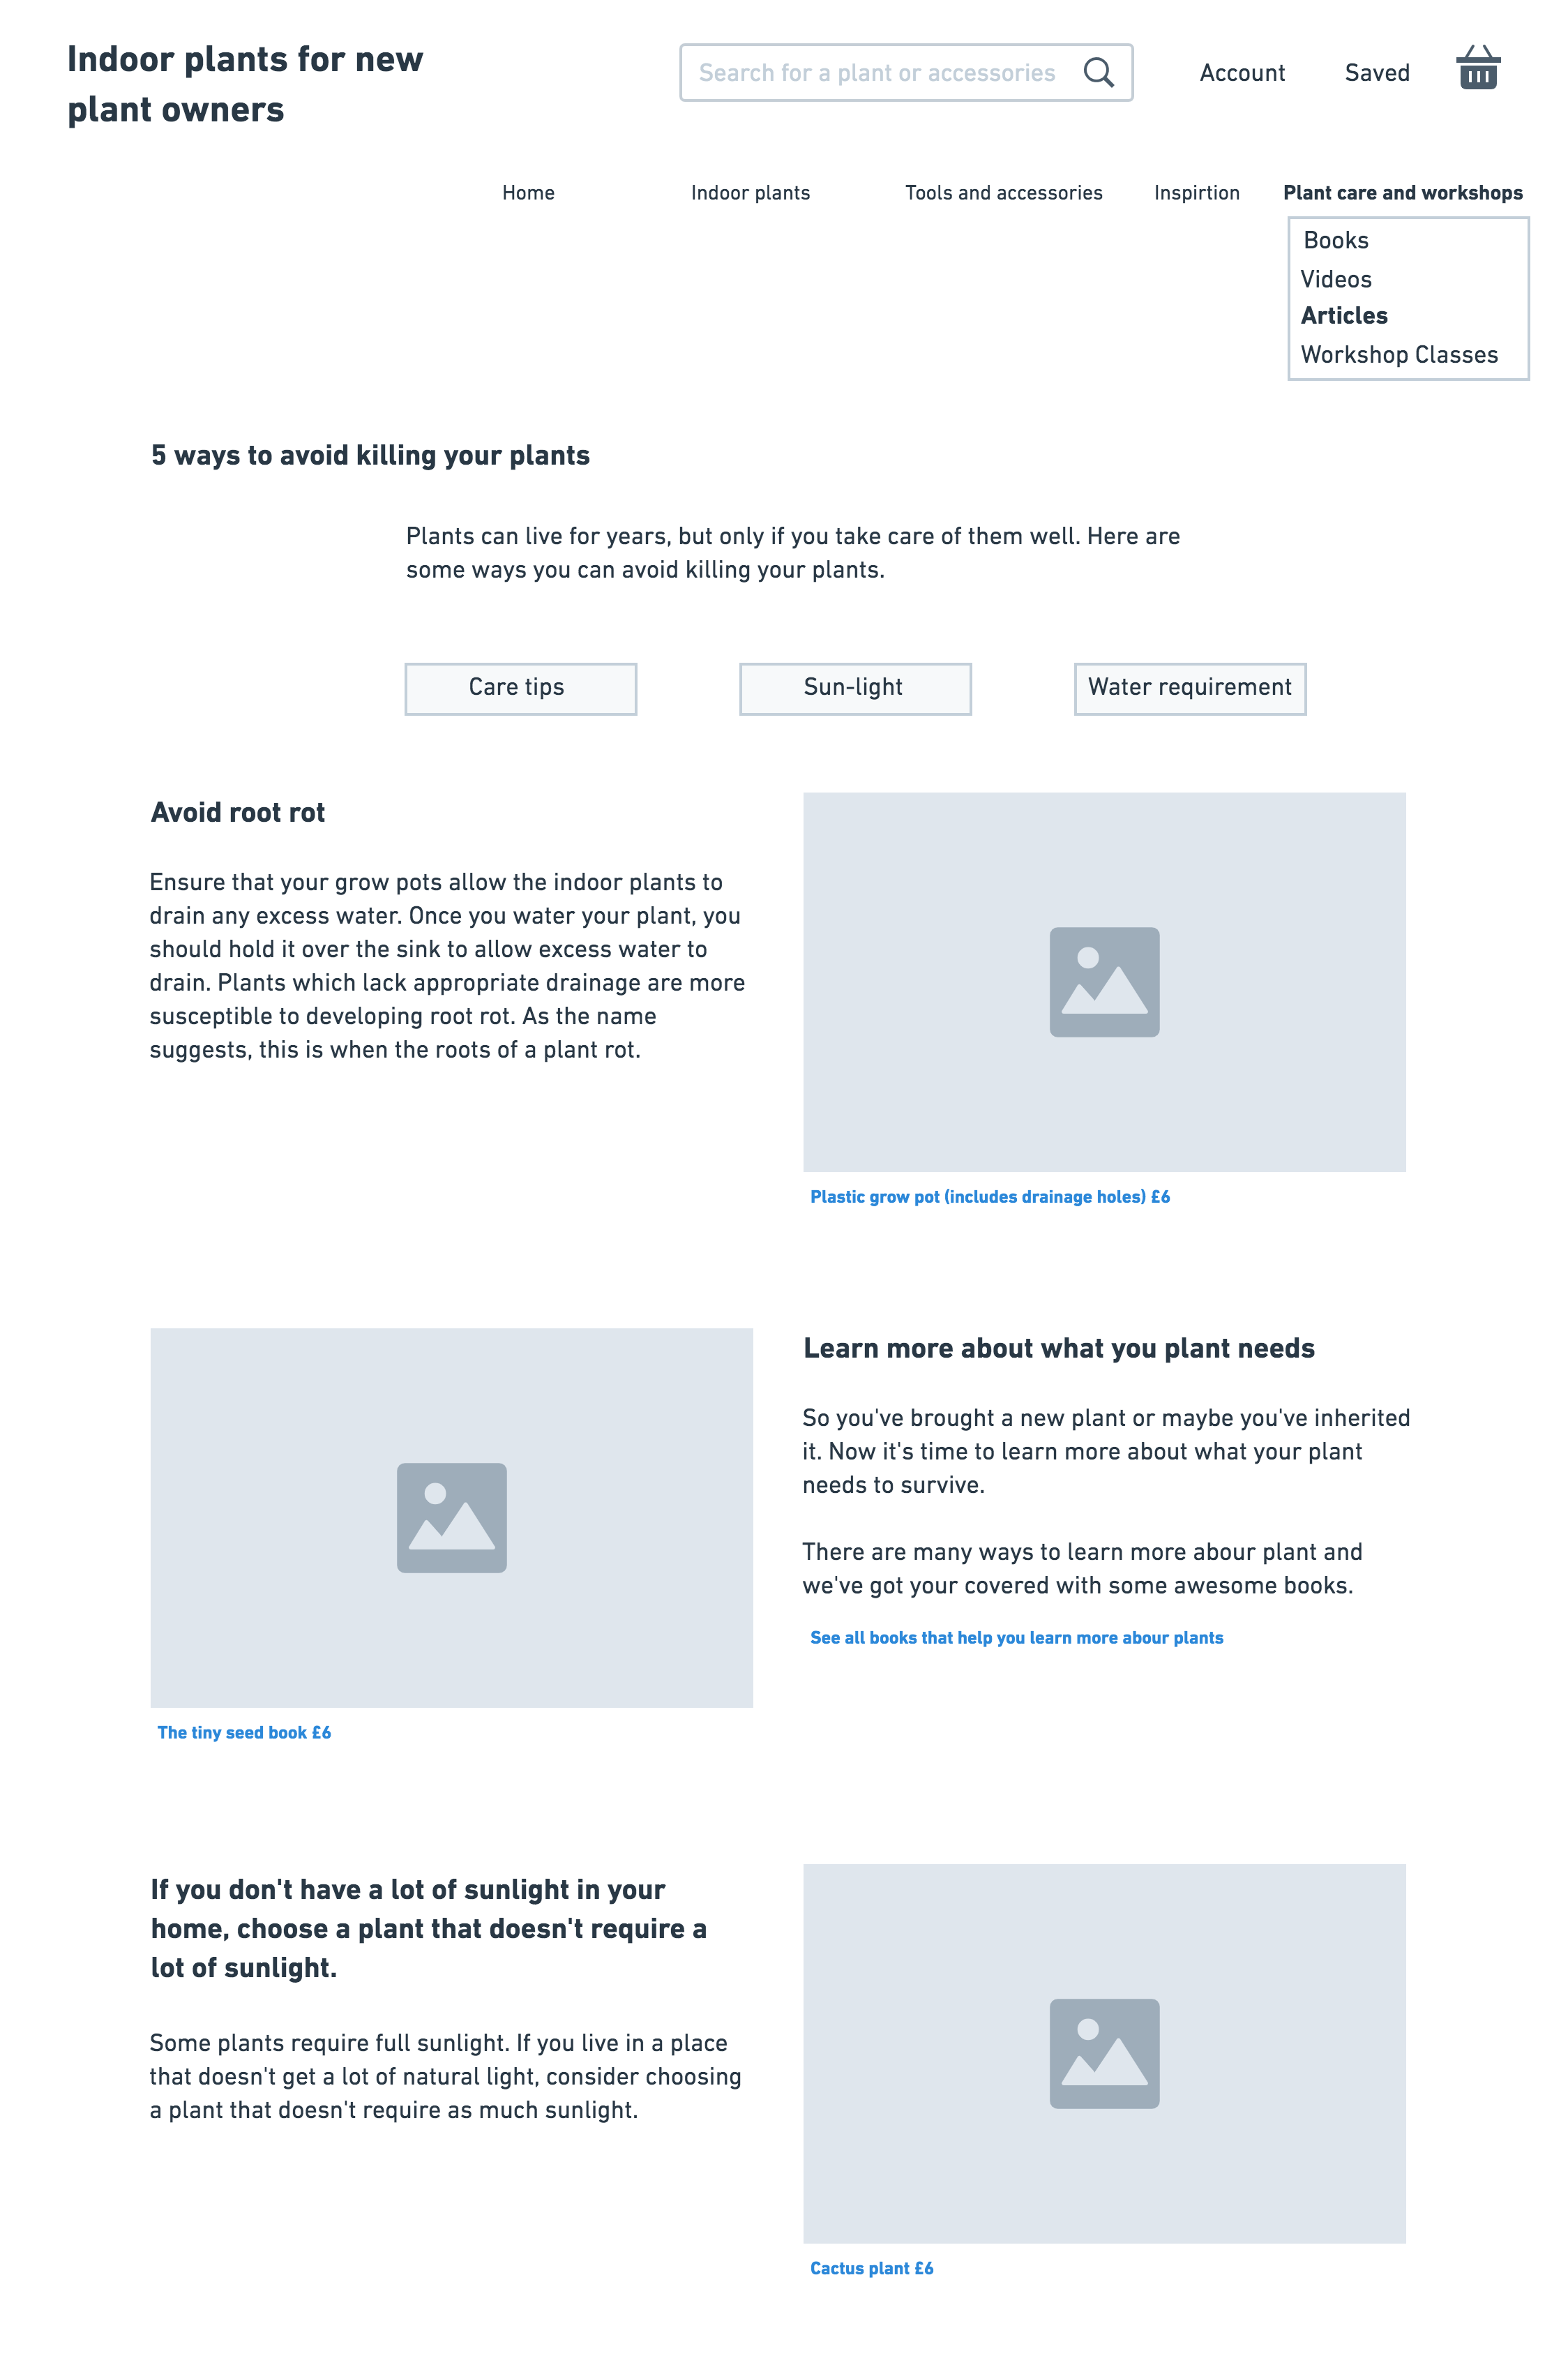 Indoor plants for new
plant owners
Search for a plant or accessories
Account
Saved
Home
Indoor plants
Tools and accessories
Inspirtion
Plant care and workshops
Books
Videos
Articles
Workshop Classes
5 ways to avoid killing your plants
Plants can live for years, but only if you take care of them well. Here are
some ways you can avoid killing your plants.
Care tips
Sun-light
Water requirement
Avoid root rot
Ensure that your grow pots allow the indoor plants to
drain any excess water. Once you water your plant, you
should hold it over the sink to allow excess water to
drain. Plants which lack appropriate drainage are more
susceptible to developing root rot. As the name
suggests, this is when the roots of a plant rot.
Plastic grow pot (includes drainage holes) £6
Learn more about what you plant needs
So you've brought a new plant or maybe you've inherited
it. Now it's time to learn more about what your plant
needs to survive.
There are many ways to learn more abour plant and
we've got your covered with some awesome books.
See all books that help you learn more abour plants
The tiny seed book £6
If you don't have a lot of sunlight in your
home, choose a plant that doesn't require a
lot of sunlight.
Some plants require full sunlight. If you live in a place
that doesn't get a lot of natural light, consider choosing
a plant that doesn't require as much sunlight.
Cactus plant £6